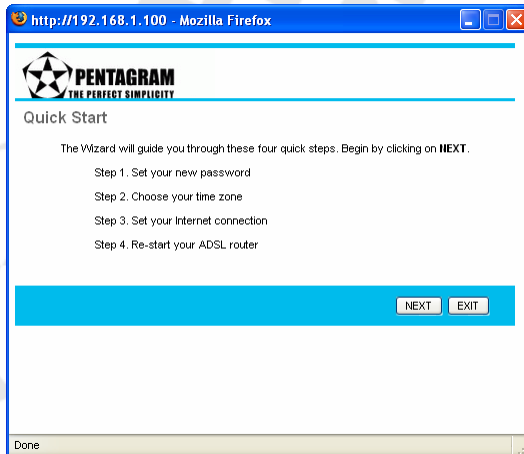 http://192.168.1.100 - Mozilla Firefox
PENTAGRAM
THE PERFECT SIMPLICITY
Quick Start
The Wizard will guide you through these four quick steps. Begin by clicking on NEXT.
Step 1. Set your new password
Step 2. Choose your time zone
Step 3. Set your Internet connection
Step 4. Re-start your ADSL router
NEXT EXIT
Done